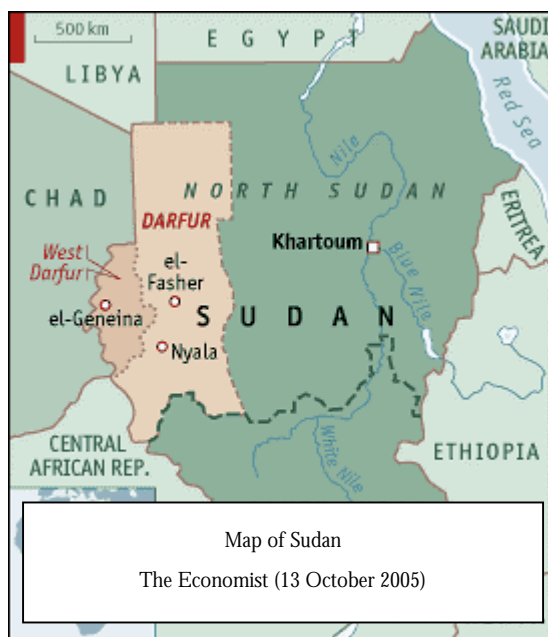 500 km
EGYPT
SAUDI
ARABIA
LIBYA
Red Sea
Nile
CHAD
NORTH SUDAN
ERITREA
DARFUR
Khartoum
West
Darfur
Blue Nile
el-
Fasher
el-Geneina
SUDAN
Nyala
CENTRAL
AFRICAN REP.
ETHIOPIA
White Nile
Map of Sudan
The Economist (13 October 2005)